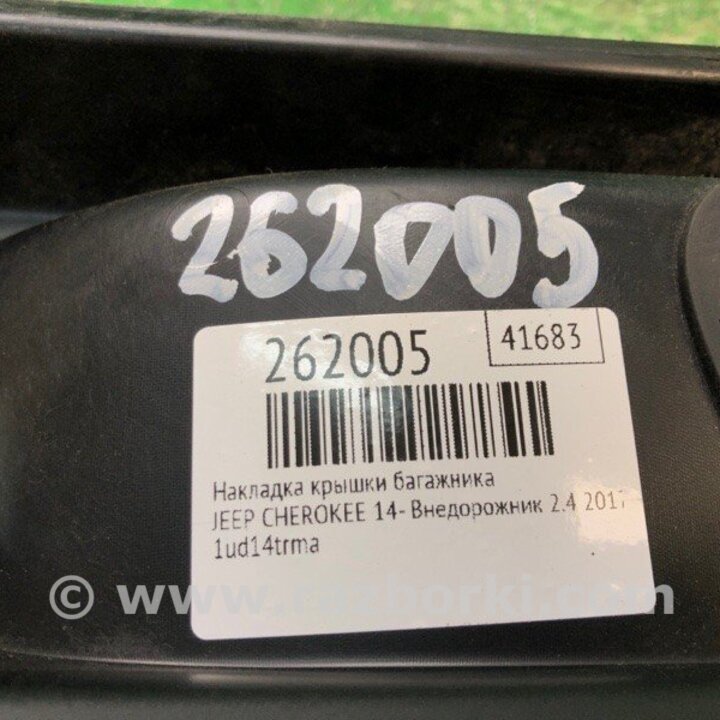 262005
262005
41683
Накладка крышки багажника
JEEP CHEROKEE 14- Внедорожник 2.4 2017
1ud14trma
© www.razborki.com